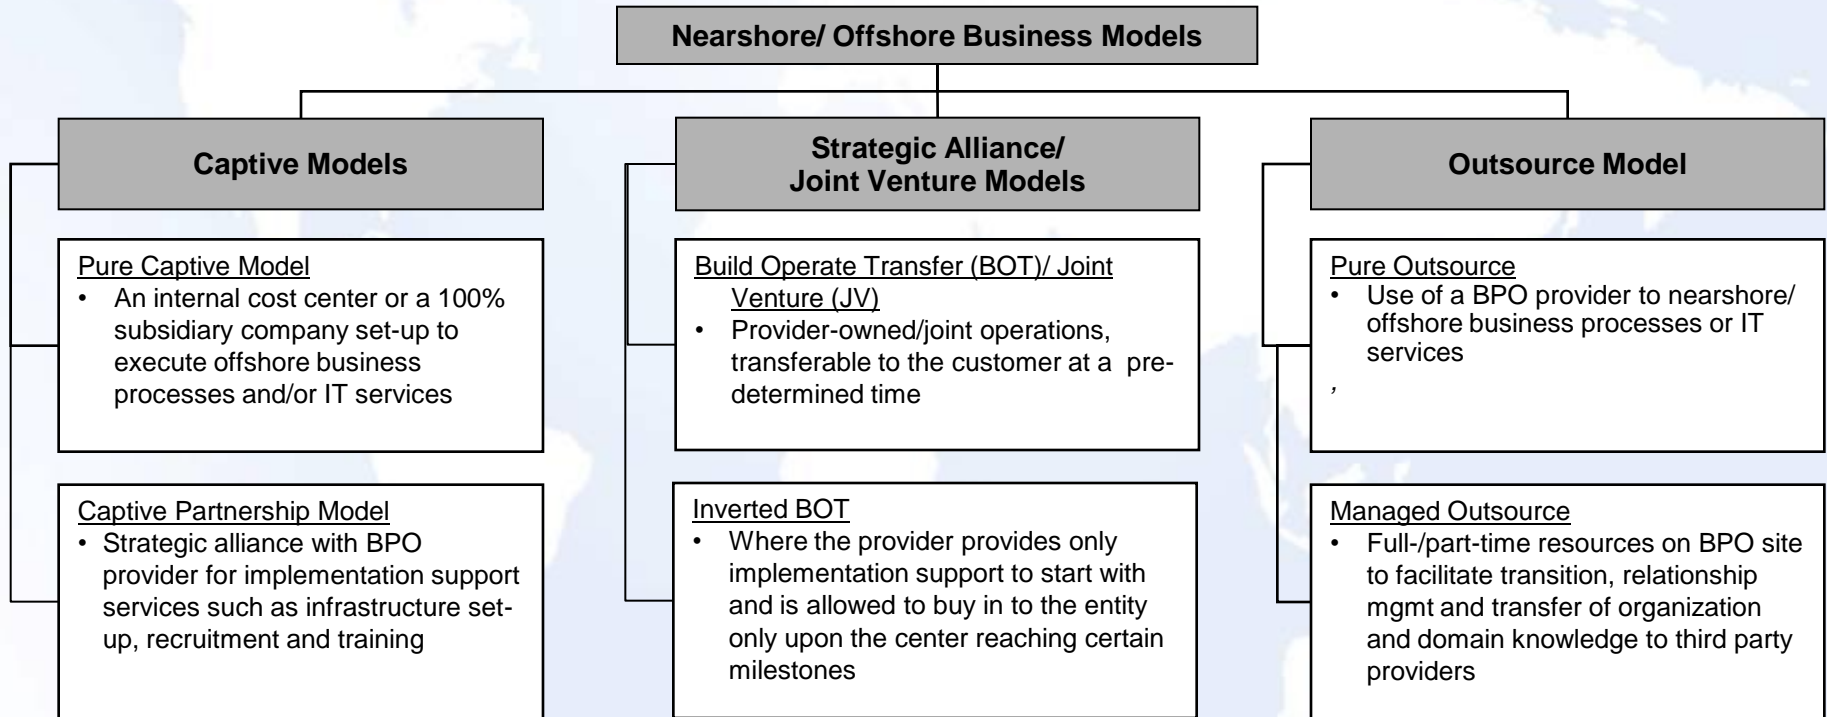 Nearshore/ Offshore Business Models
Captive Models
Strategic Alliance/
Joint Venture Models
Outsource Model
Pure Captive Model
• An internal cost center or a 100%
subsidiary company set-up to
execute offshore business
processes and/or IT services
Build Operate Transfer (BOT)/ Joint
Venture (JV)
• Provider-owned/joint operations,
transferable to the customer at a pre-
determined time
Pure Outsource
• Use of a BPO provider to nearshore/
offshore business processes or IT
services
,
Captive Partnership Model
• Strategic alliance with BPO
provider for implementation support
services such as infrastructure set-
up, recruitment and training
Inverted BOT
• Where the provider provides only
implementation support to start with
and is allowed to buy in to the entity
only upon the center reaching certain
milestones
Managed Outsource
• Full-/part-time resources on BPO site
to facilitate transition, relationship
mgmt and transfer of organization
and domain knowledge to third party
providers